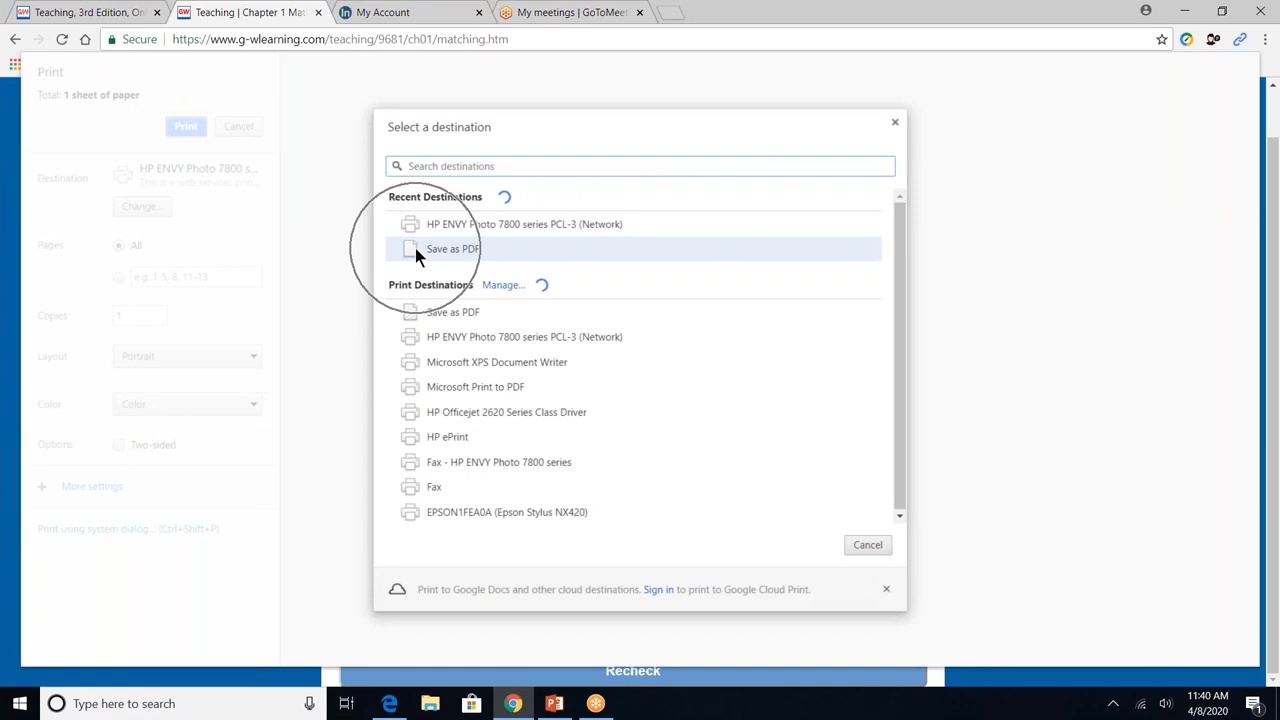 Teaching, 3rd Edition, On
Teaching | Chapter 1 Mat
My Account
My meetings | GoToMeet
Secure
https://www.g-wlearning.com/teaching/9681/ch01/matching.htm
Print
Total: 1 sheet of paper
Print
Cancel
Destination
HP ENVY Photo 7800 s...
This is a web services prin...
Change...
Pages
All
e.g. 1-5, 8, 11-13
Copies
1
Layout
Portrait
Color
Color
Options
Two-sided
More settings
Print using system dialog... (Ctrl+Shift+P)
Select a destination
Search destinations
Recent Destinations
HP ENVY Photo 7800 series PCL-3 (Network)
Save as PDF
Print Destinations
Manage...
Save as PDF
HP ENVY Photo 7800 series PCL-3 (Network)
Microsoft XPS Document Writer
Microsoft Print to PDF
HP Officejet 2620 Series Class Driver
HP ePrint
Fax - HP ENVY Photo 7800 series
Fax
EPSON1FEA0A (Epson Stylus NX420)
Cancel
Print to Google Docs and other cloud destinations. Sign in to print to Google Cloud Print.
Recheck
Type here to search
11:40 AM
4/8/2020